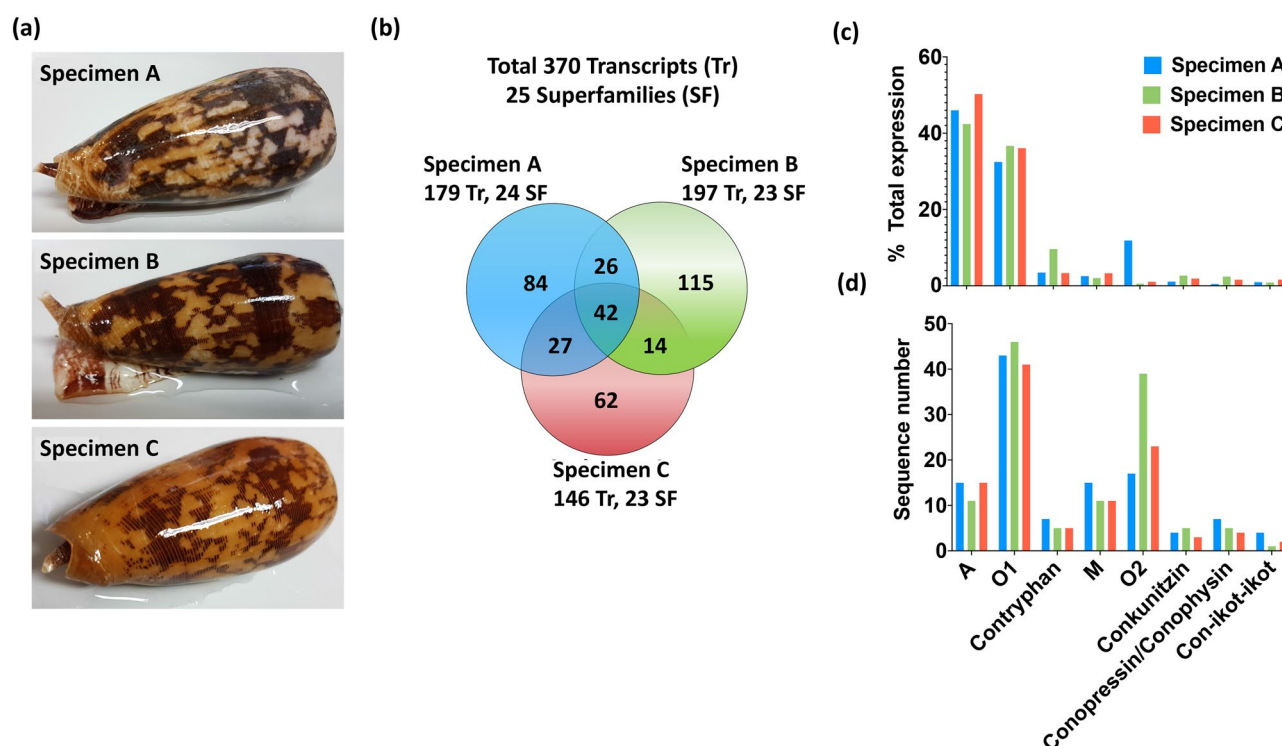 (a)
Specimen A
Specimen B
Specimen C
(b)
Total 370 Transcripts (Tr)
25 Superfamilies (SF)
Specimen A
179 Tr, 24 SF
Specimen B
197 Tr, 23 SF
84
26
115
42
27
14
62
Specimen C
146 Tr, 23 SF
(c)
% Total expression
60
40
20
0
Specimen A
Specimen B
Specimen C
(d)
Sequence number
50
40
30
20
10
0
A
O1
Contryphan
M
O2
Conkunitzin
Conopressin/Conophysin
Con-ikot-ikot